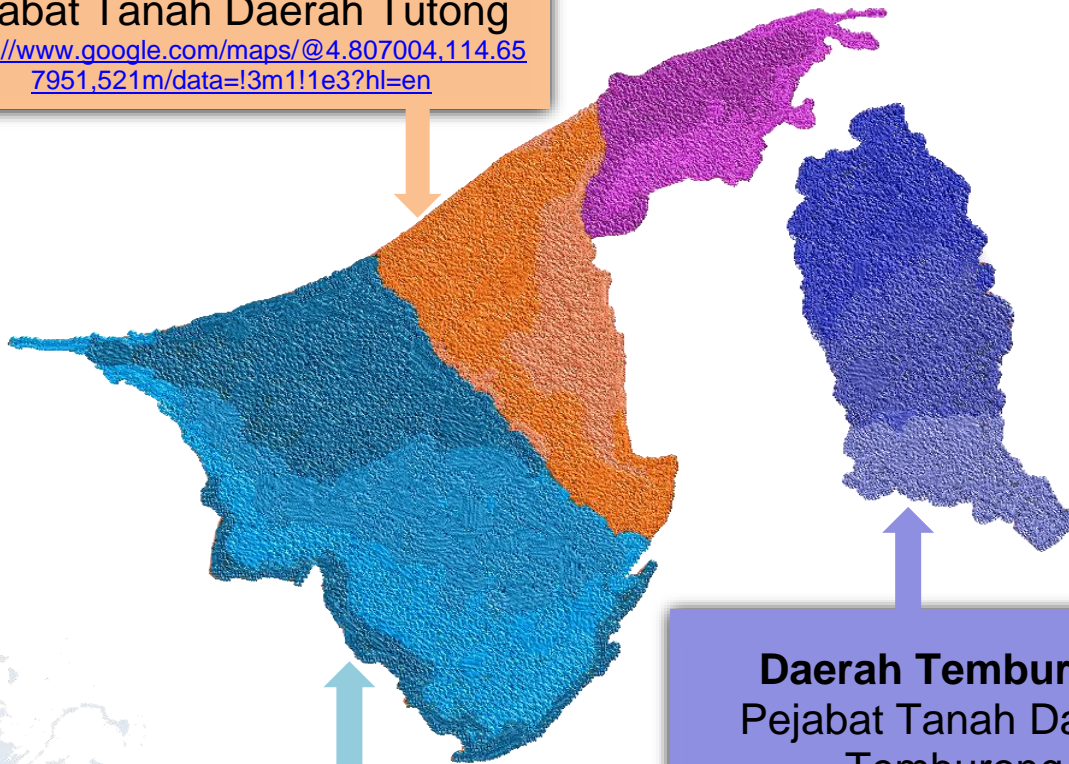 abat Tanah Daerah Tutong
://www.google.com/maps/@4.807004,114.65
7951,521m/data=!3m1!1e3?hl=en
Daerah Tembur
Pejabat Tanah Da
Temburong